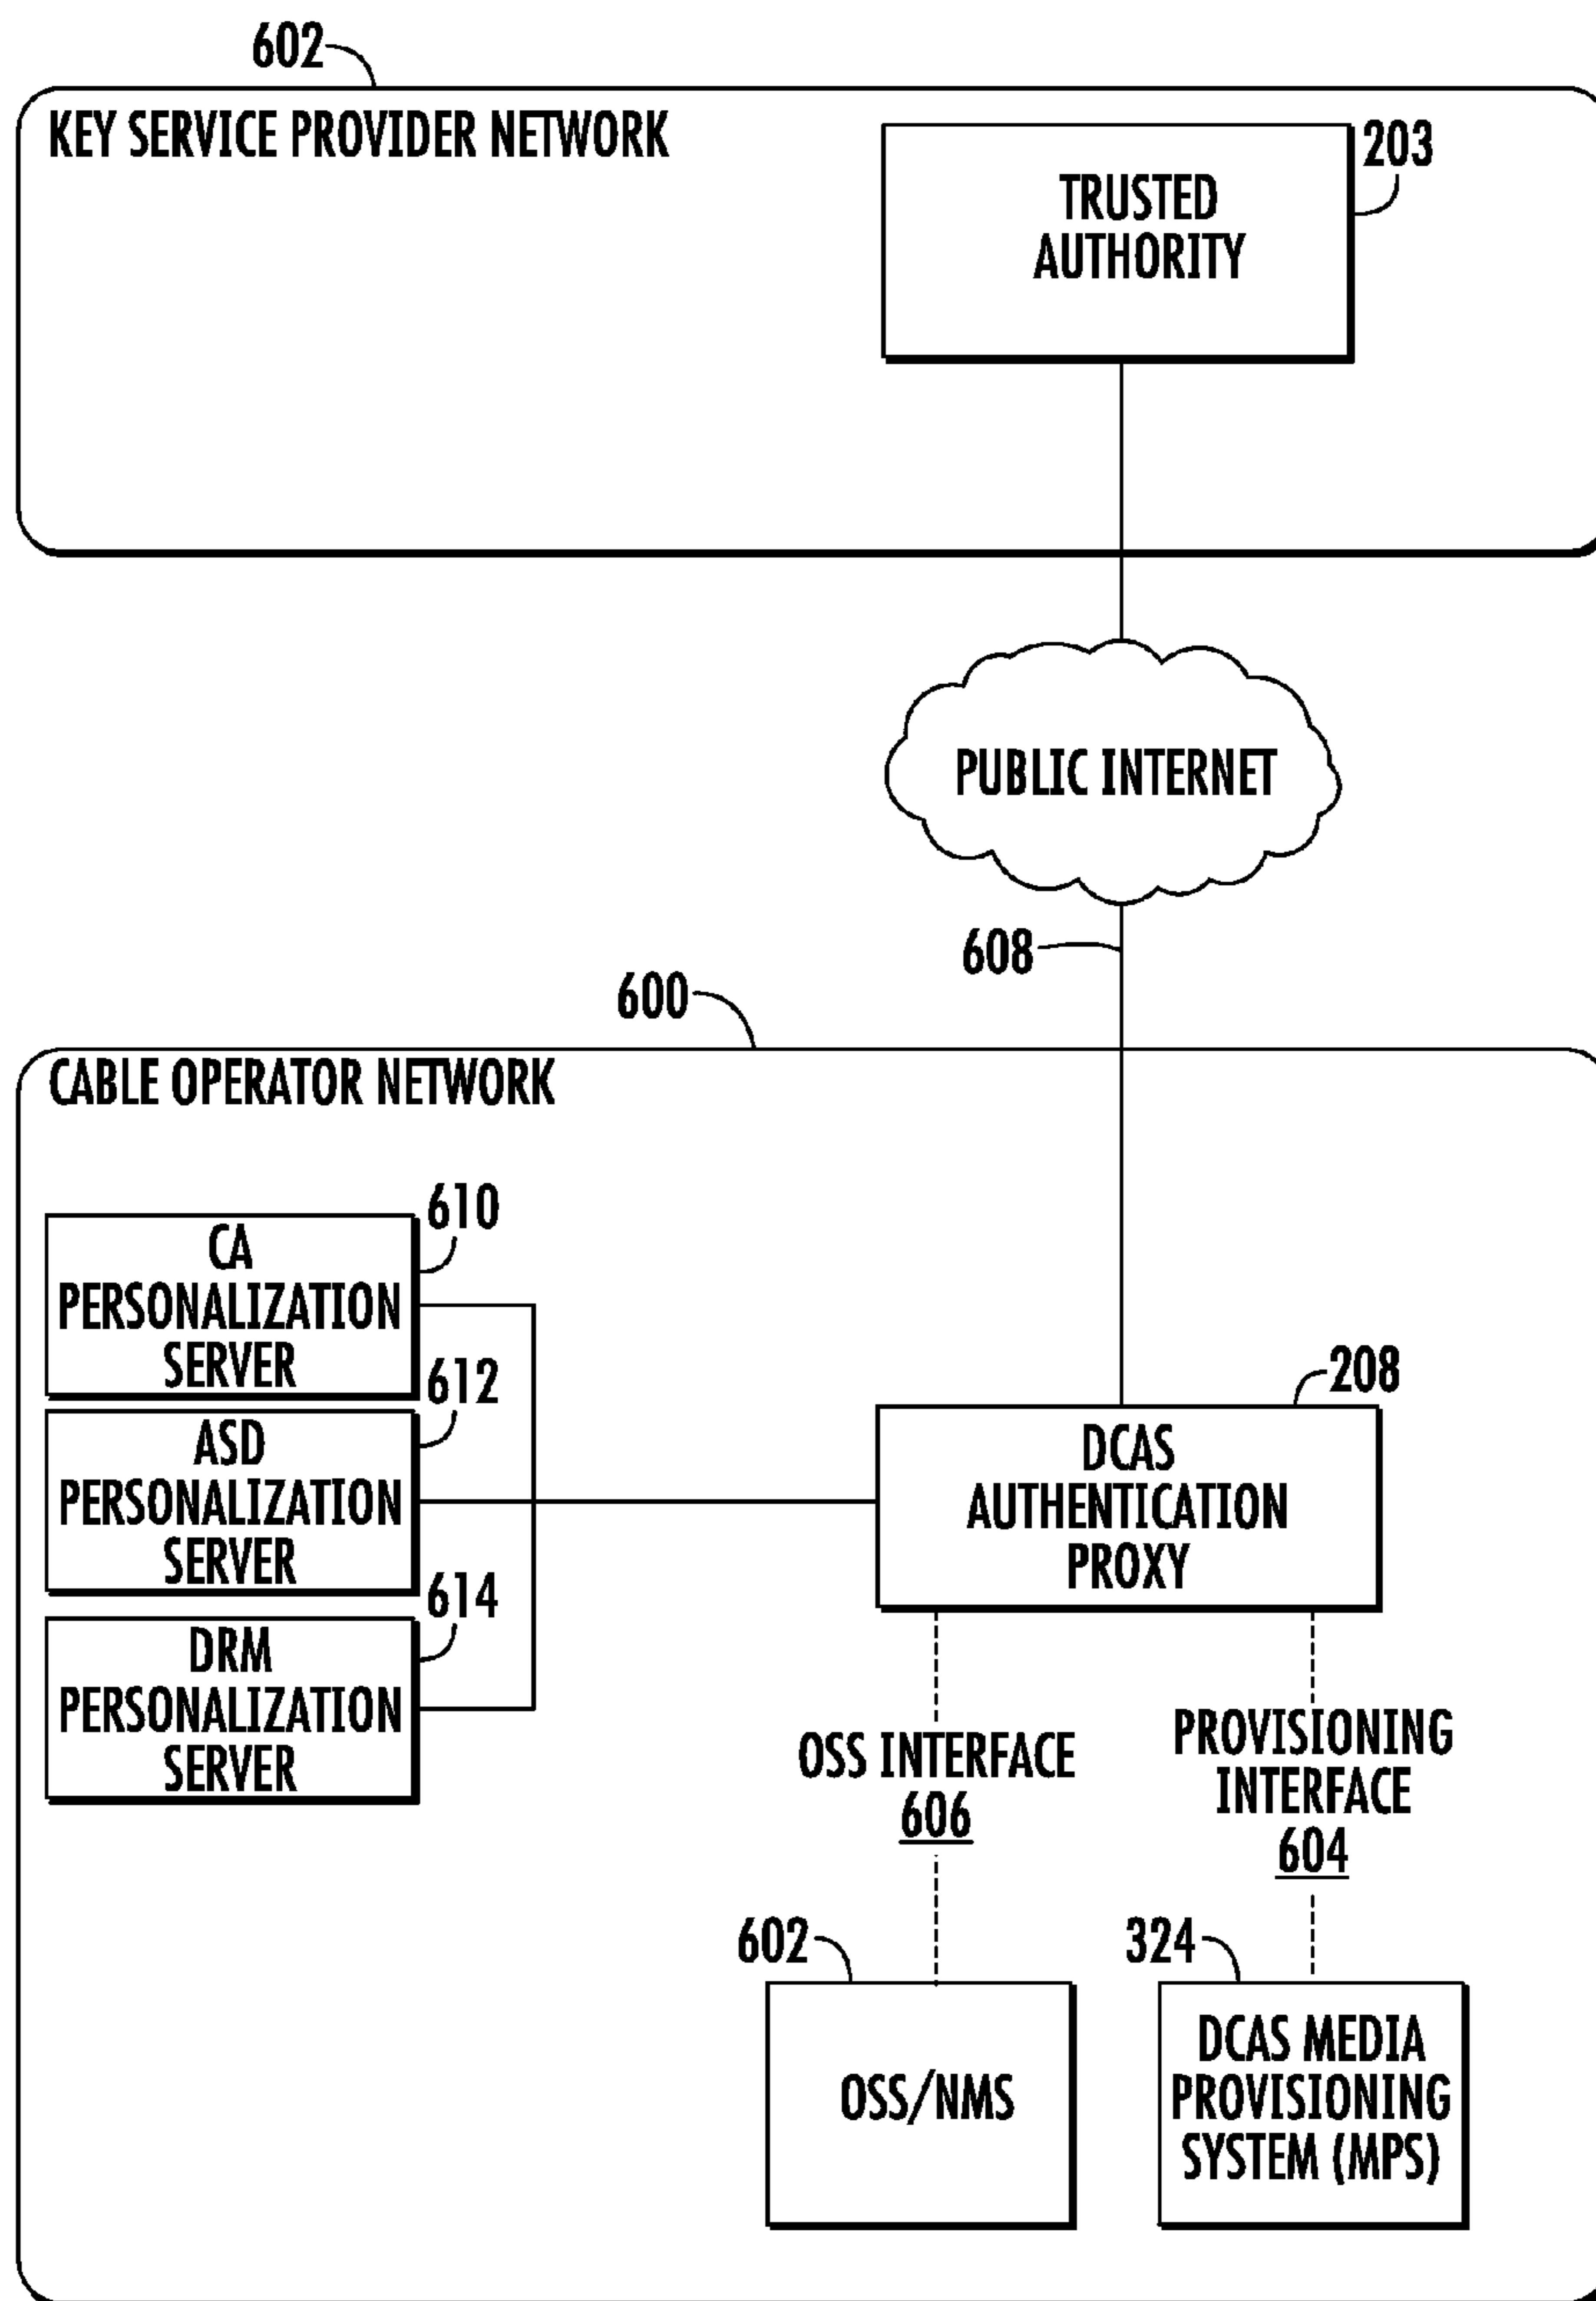 602
KEY SERVICE PROVIDER NETWORK
203
TRUSTED
AUTHORITY
PUBLIC INTERNET
608
600
CABLE OPERATOR NETWORK
610
CA
PERSONALIZATION
SERVER
612
ASD
PERSONALIZATION
SERVER
614
DRM
PERSONALIZATION
SERVER
208
DCAS
AUTHENTICATION
PROXY
OSS INTERFACE
606
PROVISIONING
INTERFACE
604
602
OSS/NMS
324
DCAS MEDIA
PROVISIONING
SYSTEM (MPS)